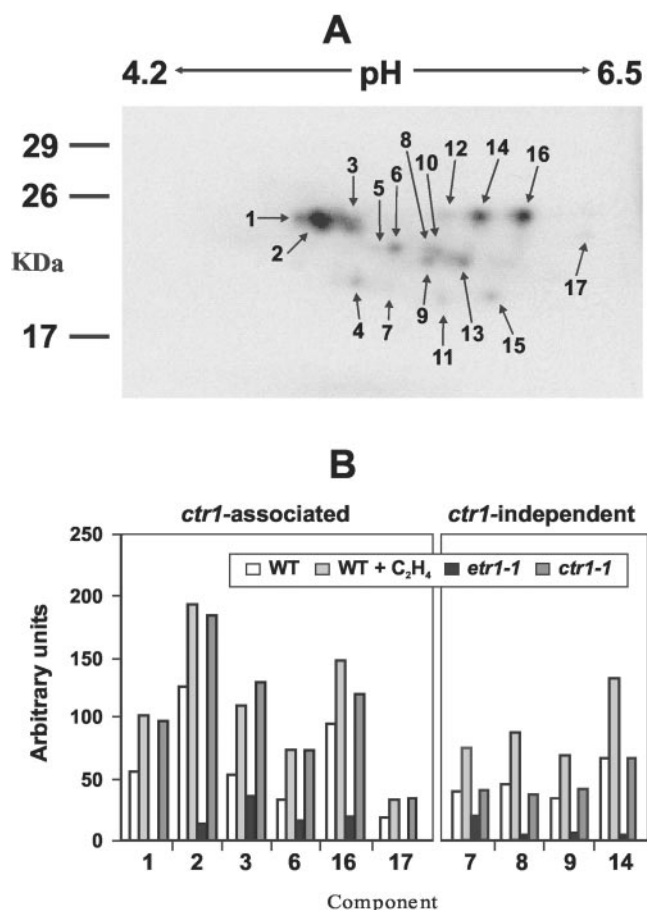 A
4.2 pH 6.5
29
26
KDa
17
1 2 3 4 5 6 7 8 9 10 11 12 13 14 15 16 17
B
ctr1-associated ctr1-independent
WT WT + C₂H₄ etr1-1 ctr1-1
Arbitrary units
250
200
150
100
50
0
1 2 3 6 16 17 7 8 9 14
Component